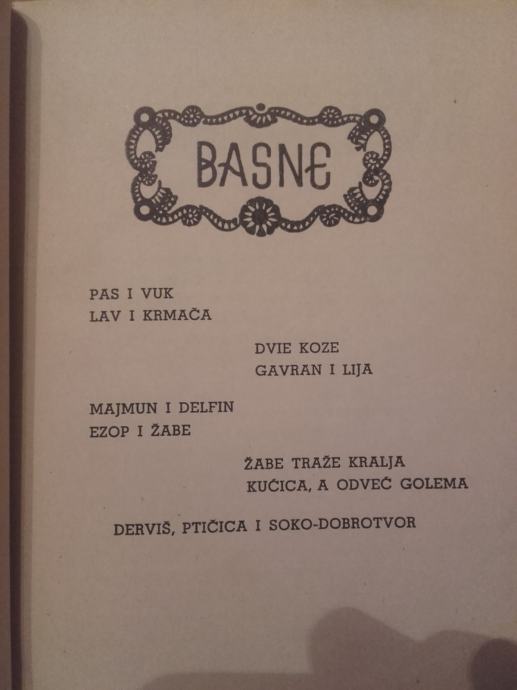 BASNE
PAS I VUK
LAV I KRMAČA
DVIE KOZE
GAVRAN I LIJA
MAJMUN I DELFIN
EZOP I ŽABE
ŽABE TRAŽE KRALJA
KUĆICA, A ODVEĆ GOLEMA
DERVIŠ, PTIČICA I SOKO-DOBROTVOR